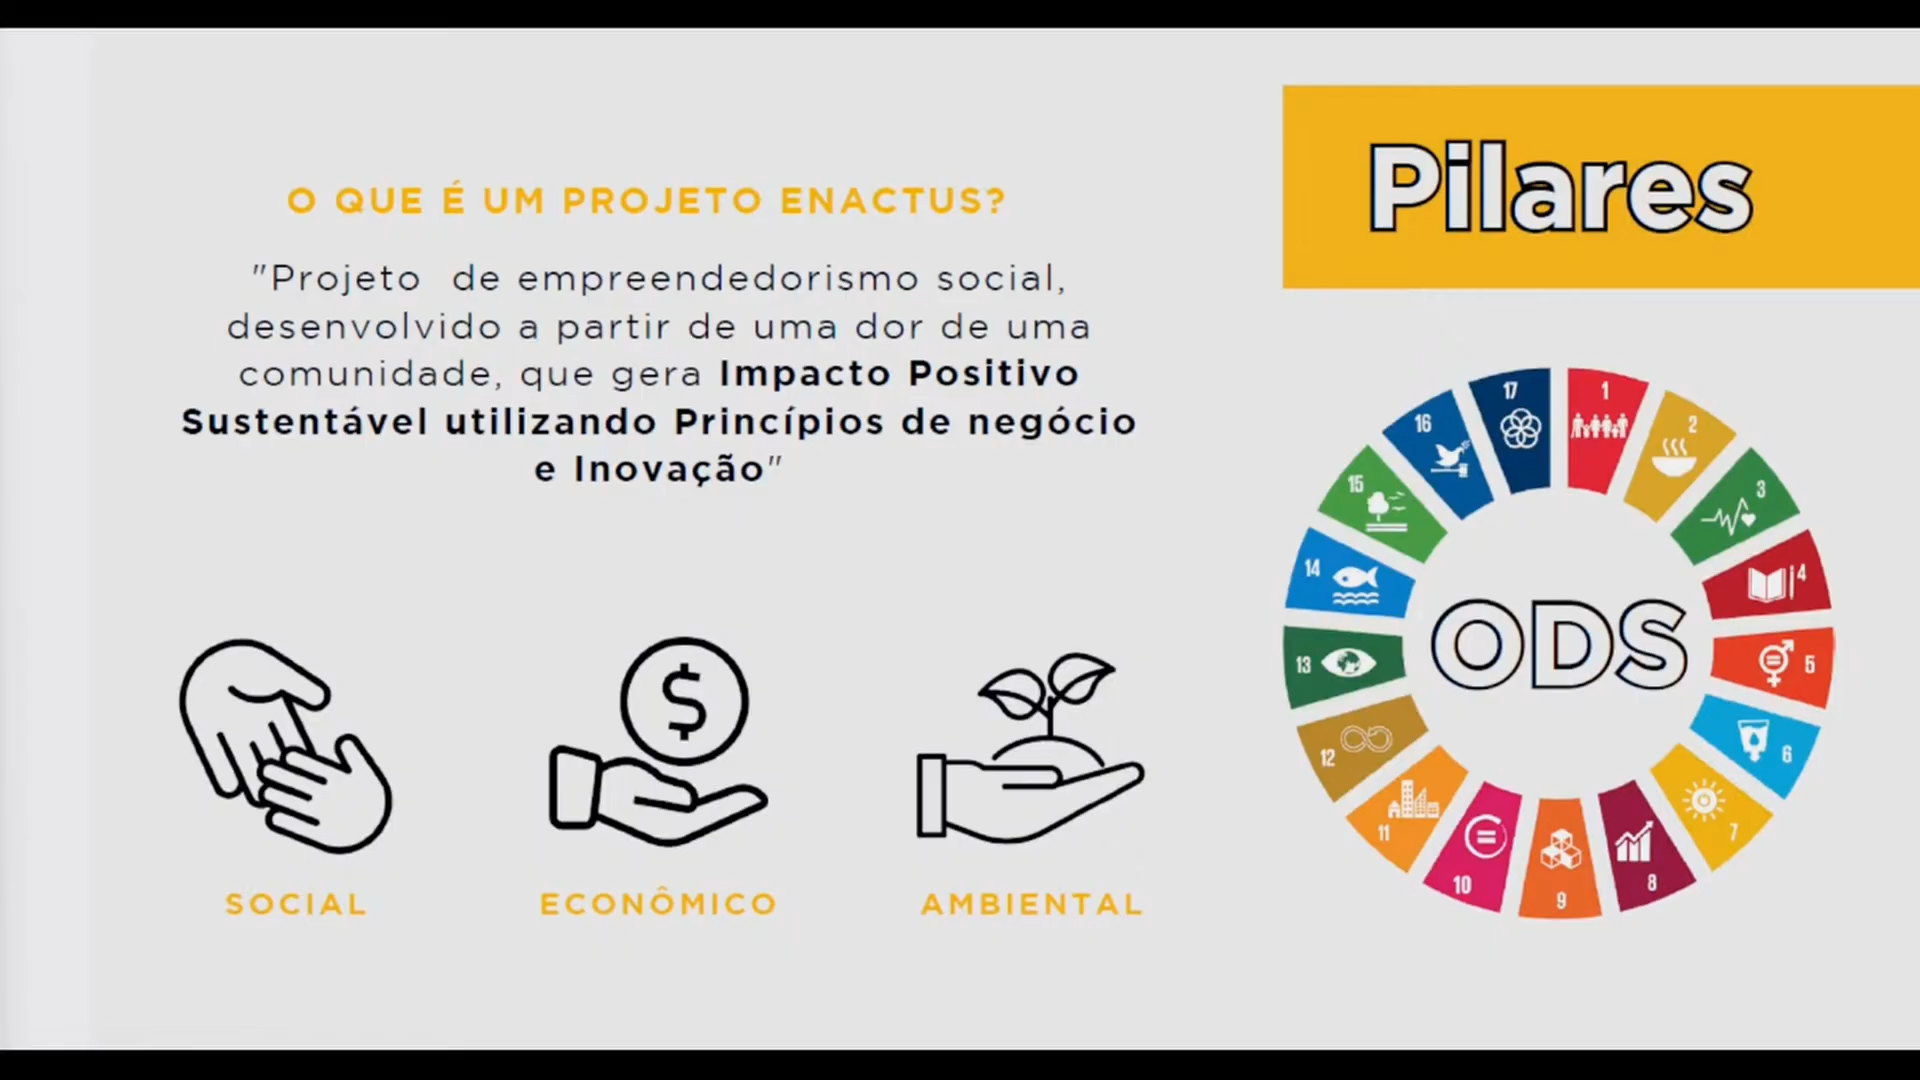 O QUE É UM PROJETO ENACTUS?
"Projeto de empreendedorismo social,
desenvolvido a partir de uma dor de uma
comunidade, que gera Impacto Positivo
Sustentável utilizando Princípios de negócio
e Inovação"
SOCIAL
ECONÔMICO
AMBIENTAL
Pilares
ODS
1
2
3
4
5
6
7
8
9
10
11
12
13
14
15
16
17